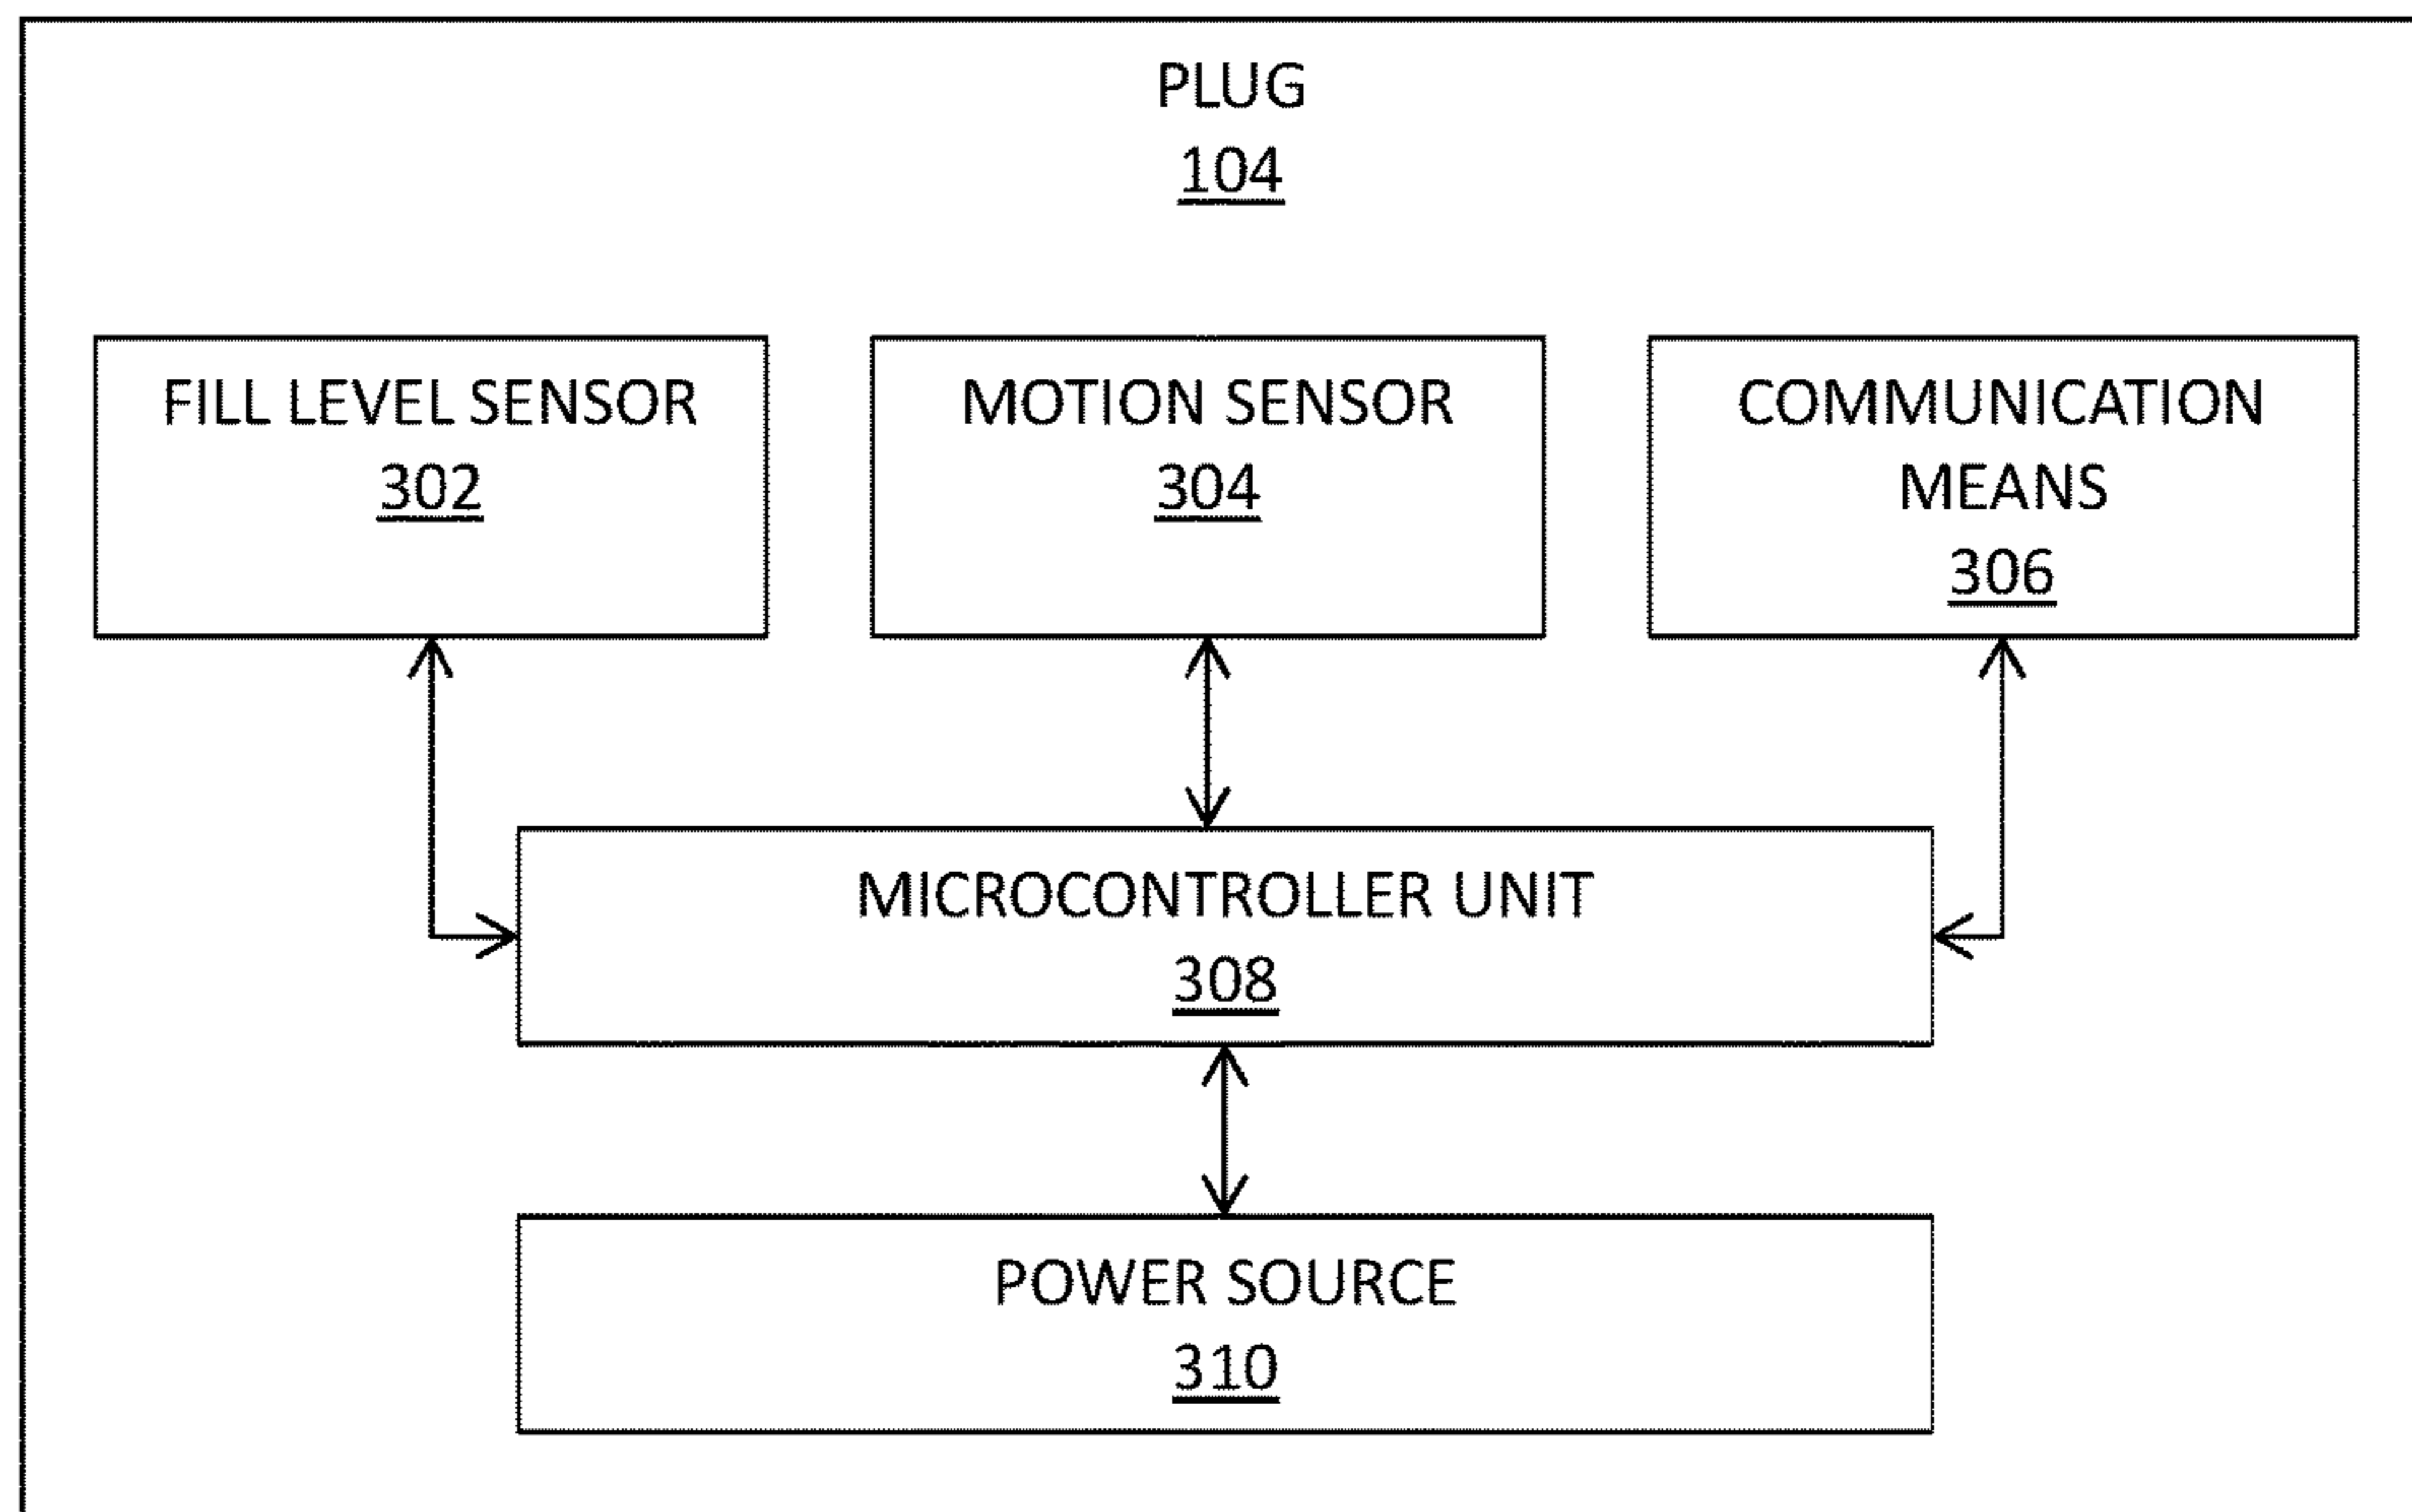 PLUG
104
FILL LEVEL SENSOR
302
MOTION SENSOR
304
COMMUNICATION
MEANS
306
MICROCONTROLLER UNIT
308
POWER SOURCE
310